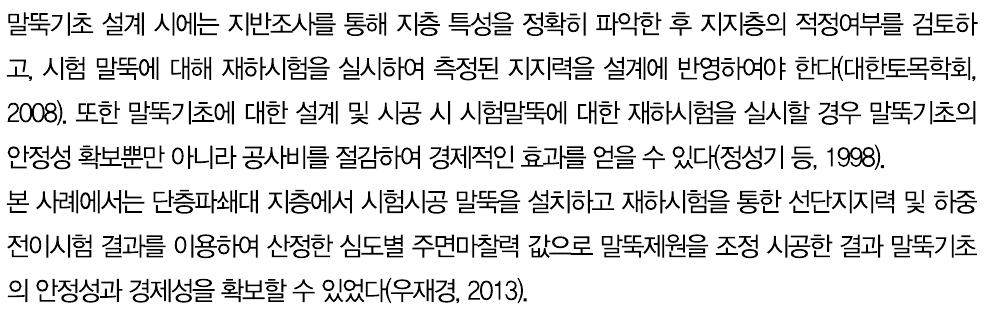 말뚝기초 설계 시에는 지반조사를 통해 지층 특성을 정확히 파악한 후 지지층의 적정여부를 검토하
고, 시험 말뚝에 대해 재하시험을 실시하여 측정된 지지력을 설계에 반영하여야 한다(대한토목학회,
2008). 또한 말뚝기초에 대한 설계 및 시공 시 시험말뚝에 대한 재하시험을 실시할 경우 말뚝기초의
안정성 확보뿐만 아니라 공사비를 절감하여 경제적인 효과를 얻을 수 있다(정성기 등, 1998).
본 사례에서는 단층파쇄대 지층에서 시험시공 말뚝을 설치하고 재하시험을 통한 선단지지력 및 하중
전이시험 결과를 이용하여 산정한 심도별 주면마찰력 값으로 말뚝제원을 조정 시공한 결과 말뚝기초
의 안정성과 경제성을 확보할 수 있었다(우재경, 2013).